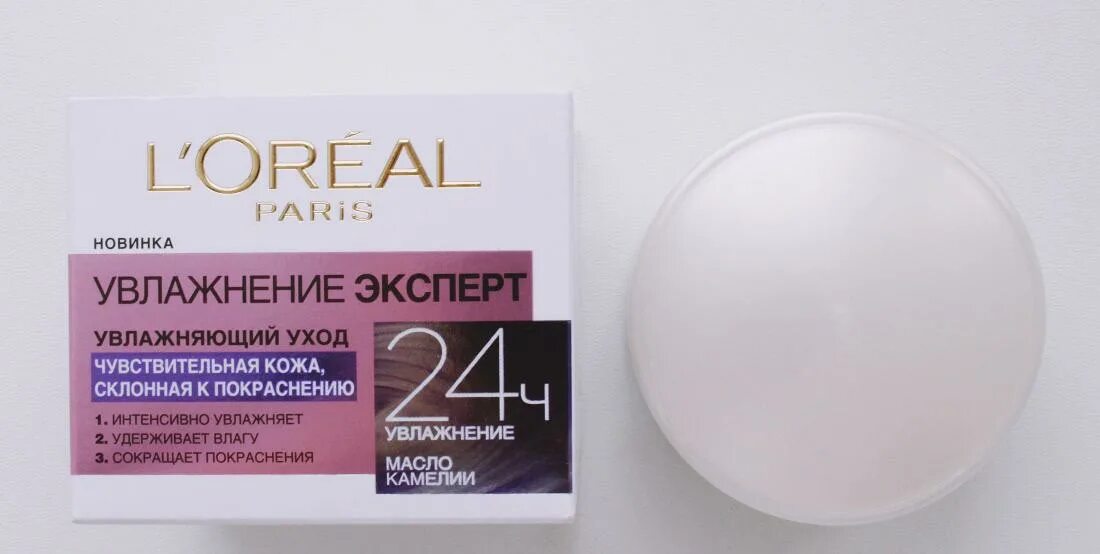 L'ORÉAL
PARiS
НОВИНКА
УВЛАЖНЕНИЕ ЭКСПЕРТ
УВЛАЖНЯЮЩИЙ УХОД
ЧУВСТВИТЕЛЬНАЯ КОЖА,
СКЛОННАЯ К ПОКРАСНЕНИЮ
1. ИНТЕНСИВНО УВЛАЖНЯЕТ
2. УДЕРЖИВАЕТ ВЛАГУ
3. СОКРАЩАЕТ ПОКРАСНЕНИЯ
24ч
УВЛАЖНЕНИЕ
МАСЛО
КАМЕЛИИ